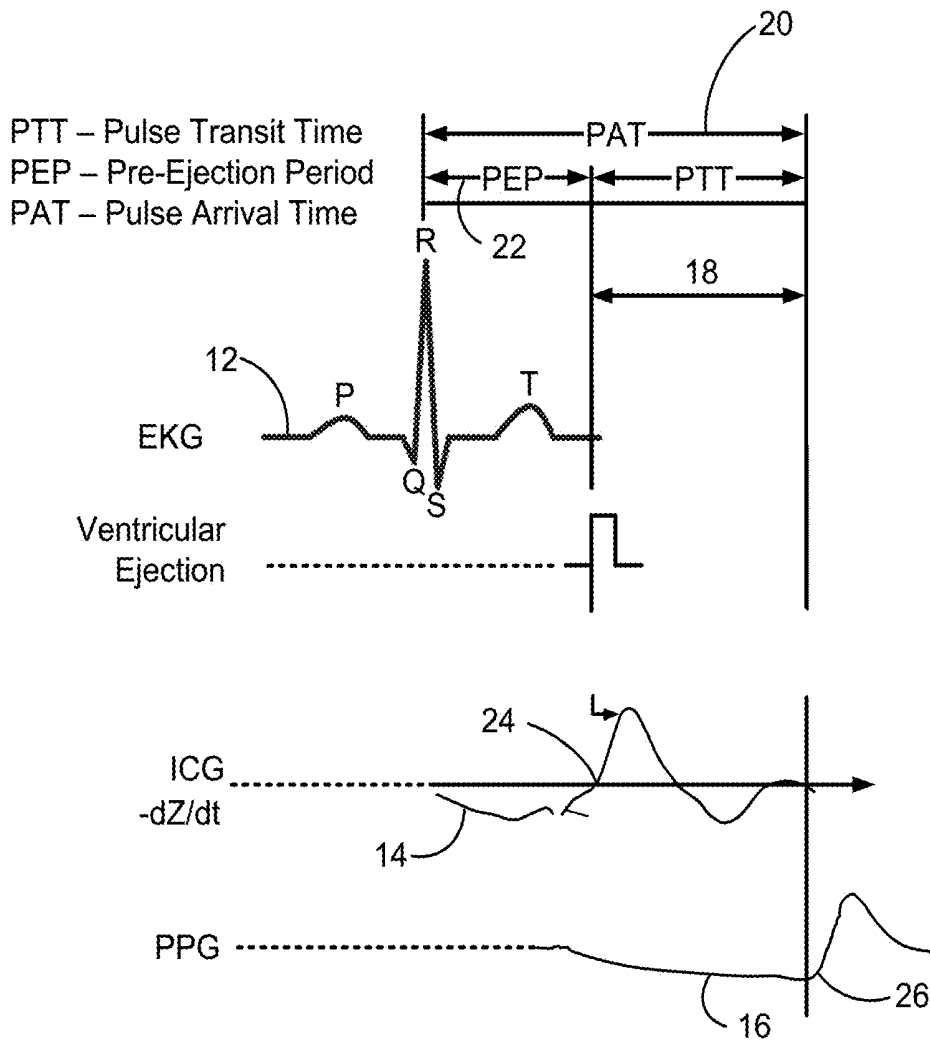 20
PTT – Pulse Transit Time
PAT
PEP – Pre-Ejection Period
PEP
PTT
PAT – Pulse Arrival Time
22
R
18
12
P
T
EKG
Q
S
Ventricular
Ejection
24
ICG
-dZ/dt
14
PPG
16
26